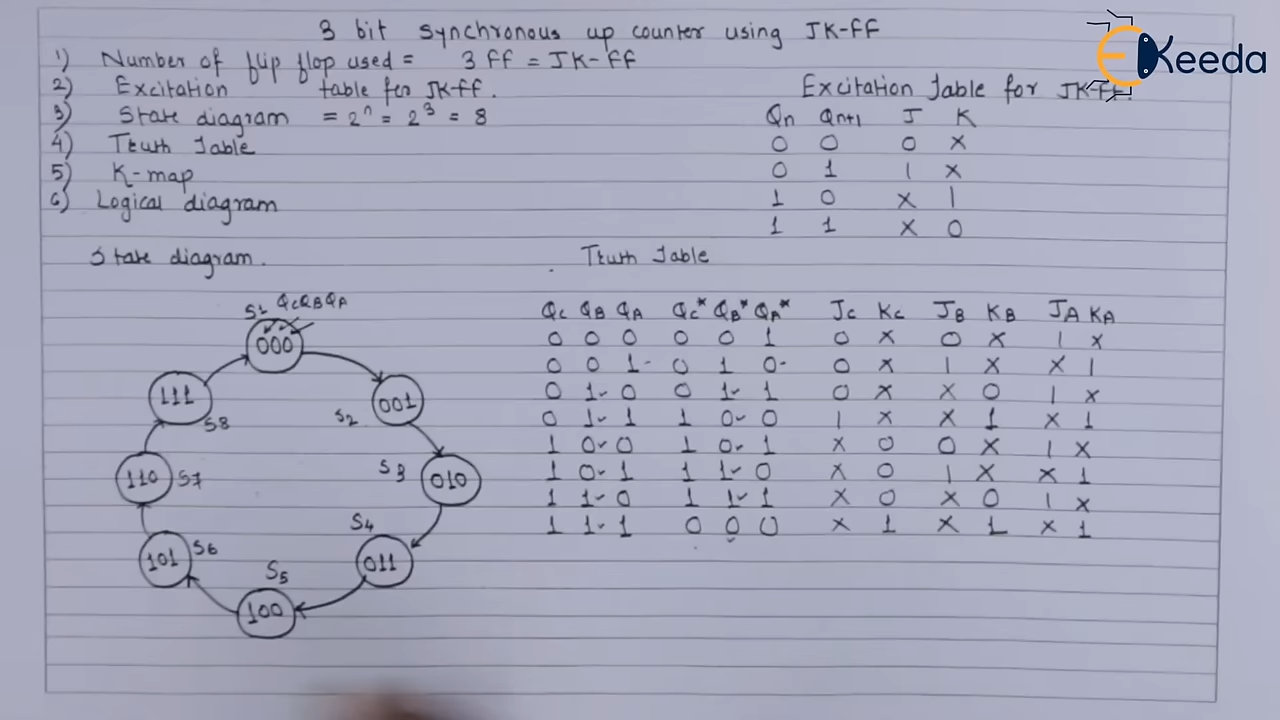 3 bit synchronous up counter using JK-FF
EKeeda
1) Number of flip flop used = 3 FF = JK-FF
2) Excitation table for JK-FF.
3) State diagram = 2ⁿ = 2³ = 8
4) Truth Table
5) K-map
6) Logical diagram
Excitation Table for JK-FF.
Qn Qn+1 J K
0 0 0 X
0 1 1 X
1 0 X 1
1 1 X 0
State diagram.
S1 QCQBQA
000
001
S2
S3 010
S4
011
S5
100
101 S6
110 S7
111
S8
Truth Table
QC QB QA QC* QB* QA* JC KC JB KB JA KA
0 0 0 0 0 1 0 X 0 X 1 X
0 0 1 0 1 0 0 X 1 X X 1
0 1 0 0 1 1 0 X X 0 1 X
0 1 1 1 0 0 1 X X 1 X 1
1 0 0 1 0 1 X 0 0 X 1 X
1 0 1 1 1 0 X 0 1 X X 1
1 1 0 1 1 1 X 0 X 0 1 X
1 1 1 0 0 0 X 1 X 1 X 1